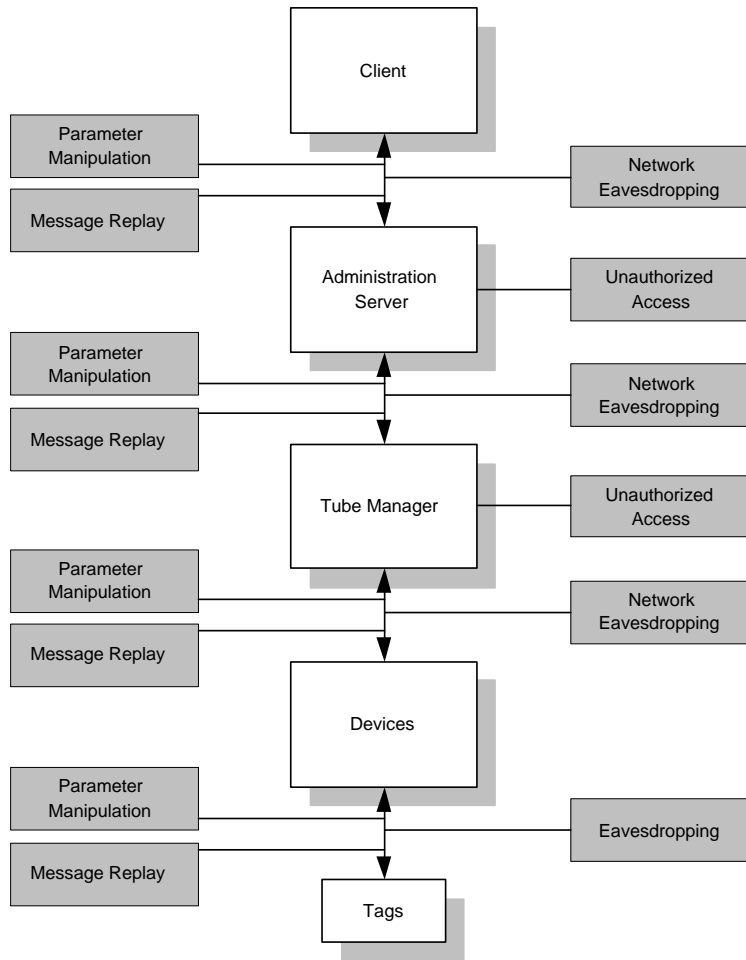 Client
Parameter
Manipulation
Network
Eavesdropping
Message Replay
Administration
Server
Unauthorized
Access
Parameter
Manipulation
Network
Eavesdropping
Message Replay
Tube Manager
Unauthorized
Access
Parameter
Manipulation
Network
Eavesdropping
Message Replay
Devices
Parameter
Manipulation
Eavesdropping
Message Replay
Tags